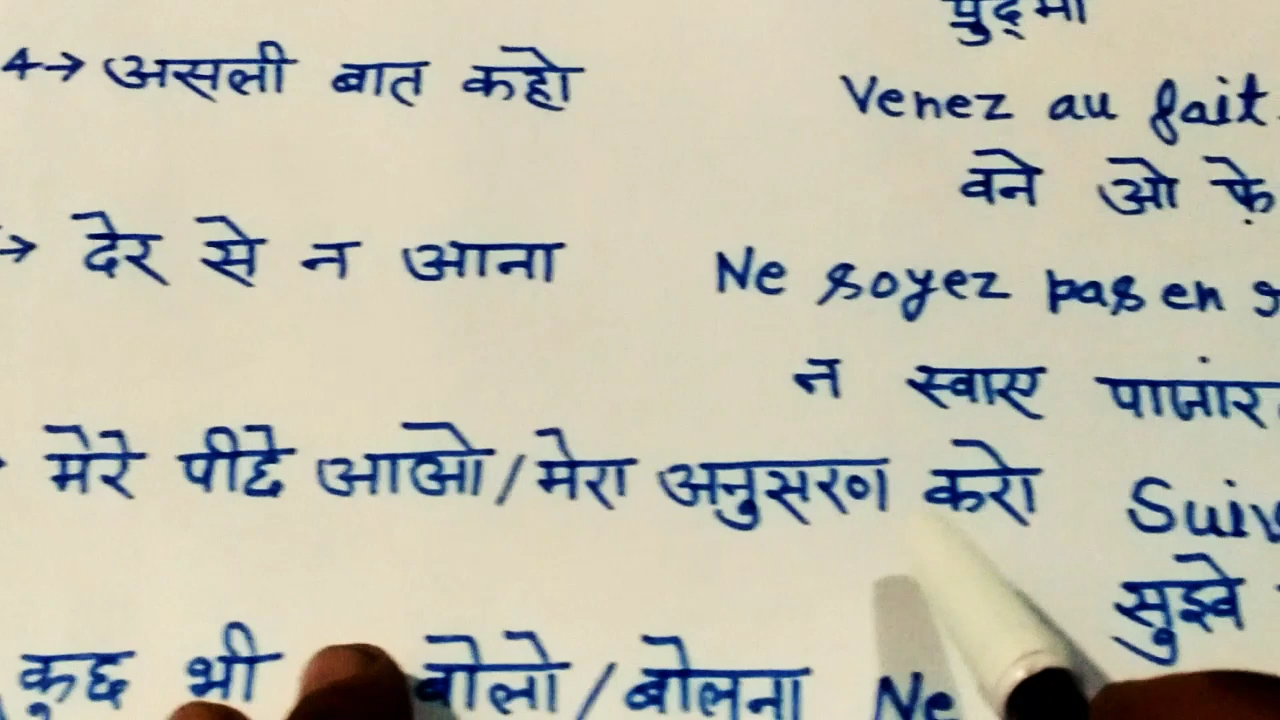 पुद् मा
4→ असली बात कहो Venez au fait.
वने ओ फे़
→ देर से न आना Ne soyez pas en
न स्वाए पाजांर
मेरे पीछे आओ/मेरा अनुसरण करो Suiv
सुइवे
कुछ भी बोलो/बोलना Ne